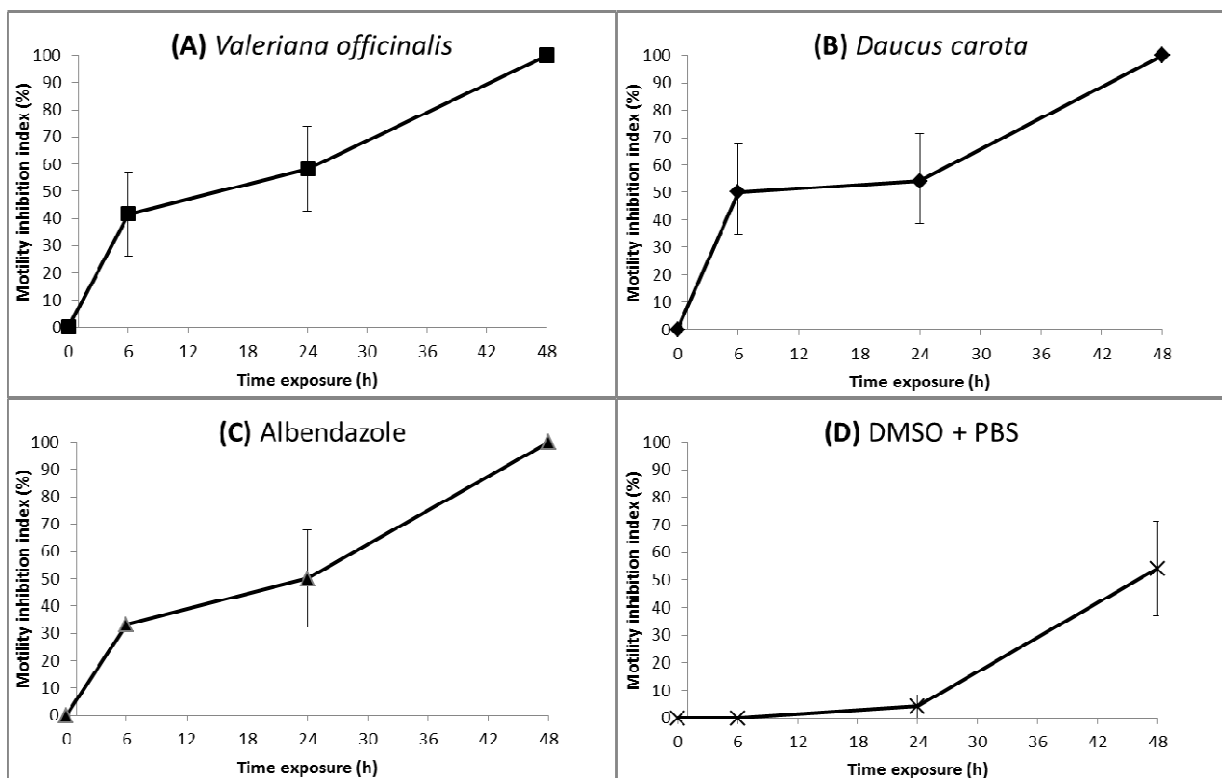 (A) Valeriana officinalis
Motility inhibition index (%)
100
90
80
70
60
50
40
30
20
10
0
0 6 12 18 24 30 36 42 48
Time exposure (h)
(B) Daucus carota
Motility inhibition index (%)
100
90
80
70
60
50
40
30
20
10
0
0 6 12 18 24 30 36 42 48
Time exposure (h)
(C) Albendazole
Motility inhibition index (%)
100
90
80
70
60
50
40
30
20
10
0
0 6 12 18 24 30 36 42 48
Time exposure (h)
(D) DMSO + PBS
Motility inhibition index (%)
100
90
80
70
60
50
40
30
20
10
0
0 6 12 18 24 30 36 42 48
Time exposure (h)